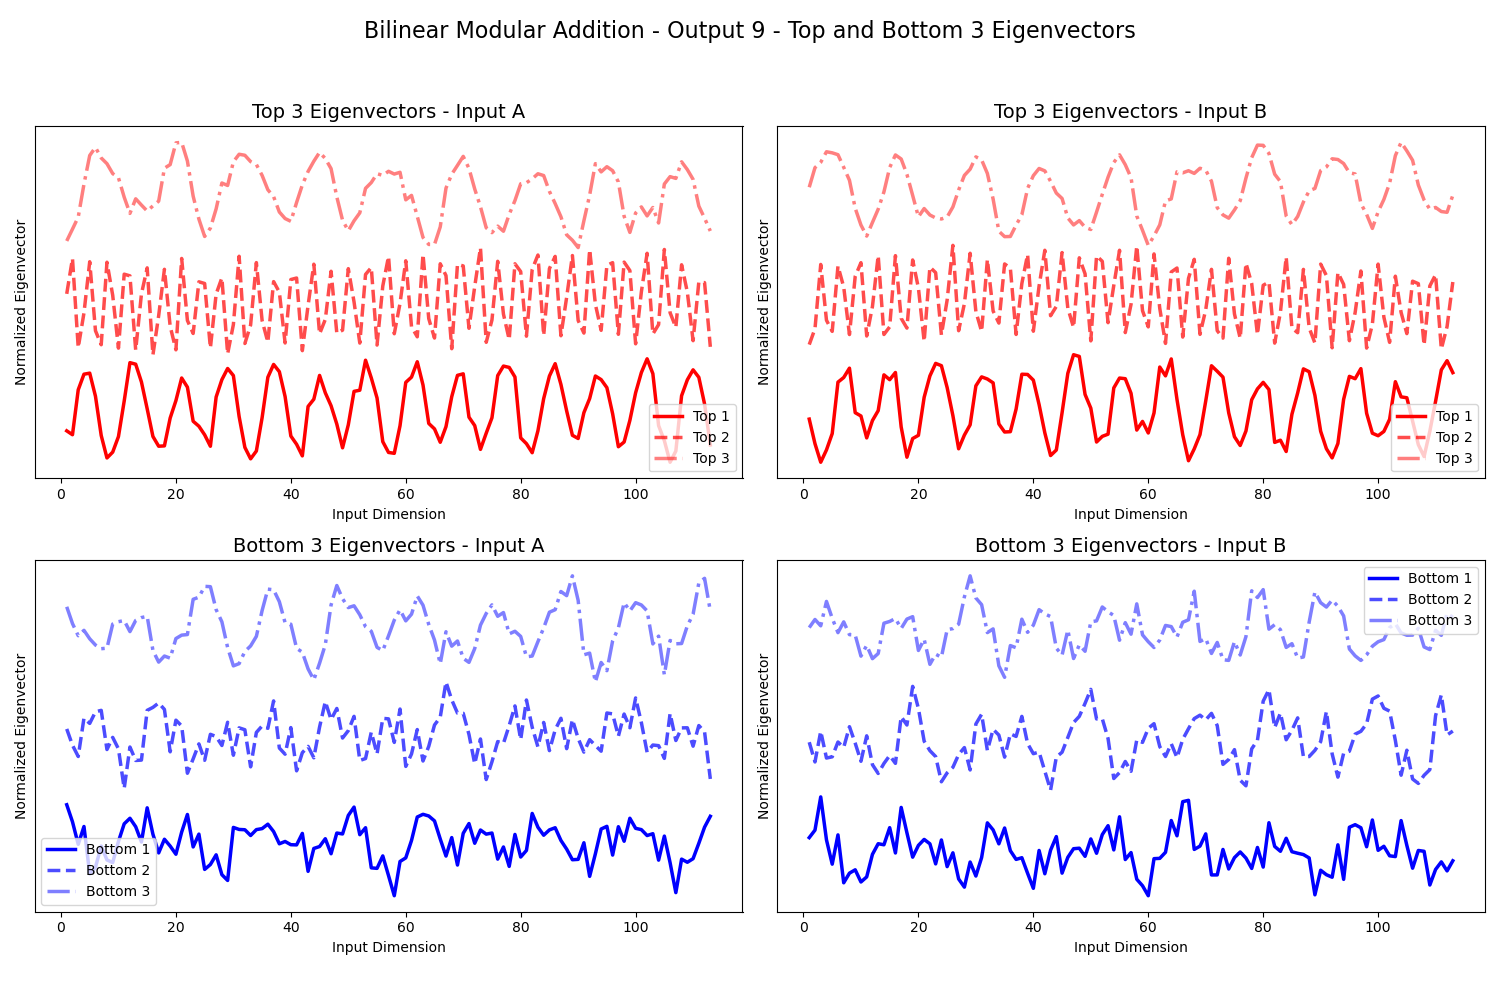 Bilinear Modular Addition - Output 9 - Top and Bottom 3 Eigenvectors
Top 3 Eigenvectors - Input A
Normalized Eigenvector
Top 1
Top 2
Top 3
0 20 40 60 80 100
Input Dimension
Top 3 Eigenvectors - Input B
Normalized Eigenvector
Top 1
Top 2
Top 3
0 20 40 60 80 100
Input Dimension
Bottom 3 Eigenvectors - Input A
Normalized Eigenvector
Bottom 1
Bottom 2
Bottom 3
0 20 40 60 80 100
Input Dimension
Bottom 3 Eigenvectors - Input B
Normalized Eigenvector
Bottom 1
Bottom 2
Bottom 3
0 20 40 60 80 100
Input Dimension